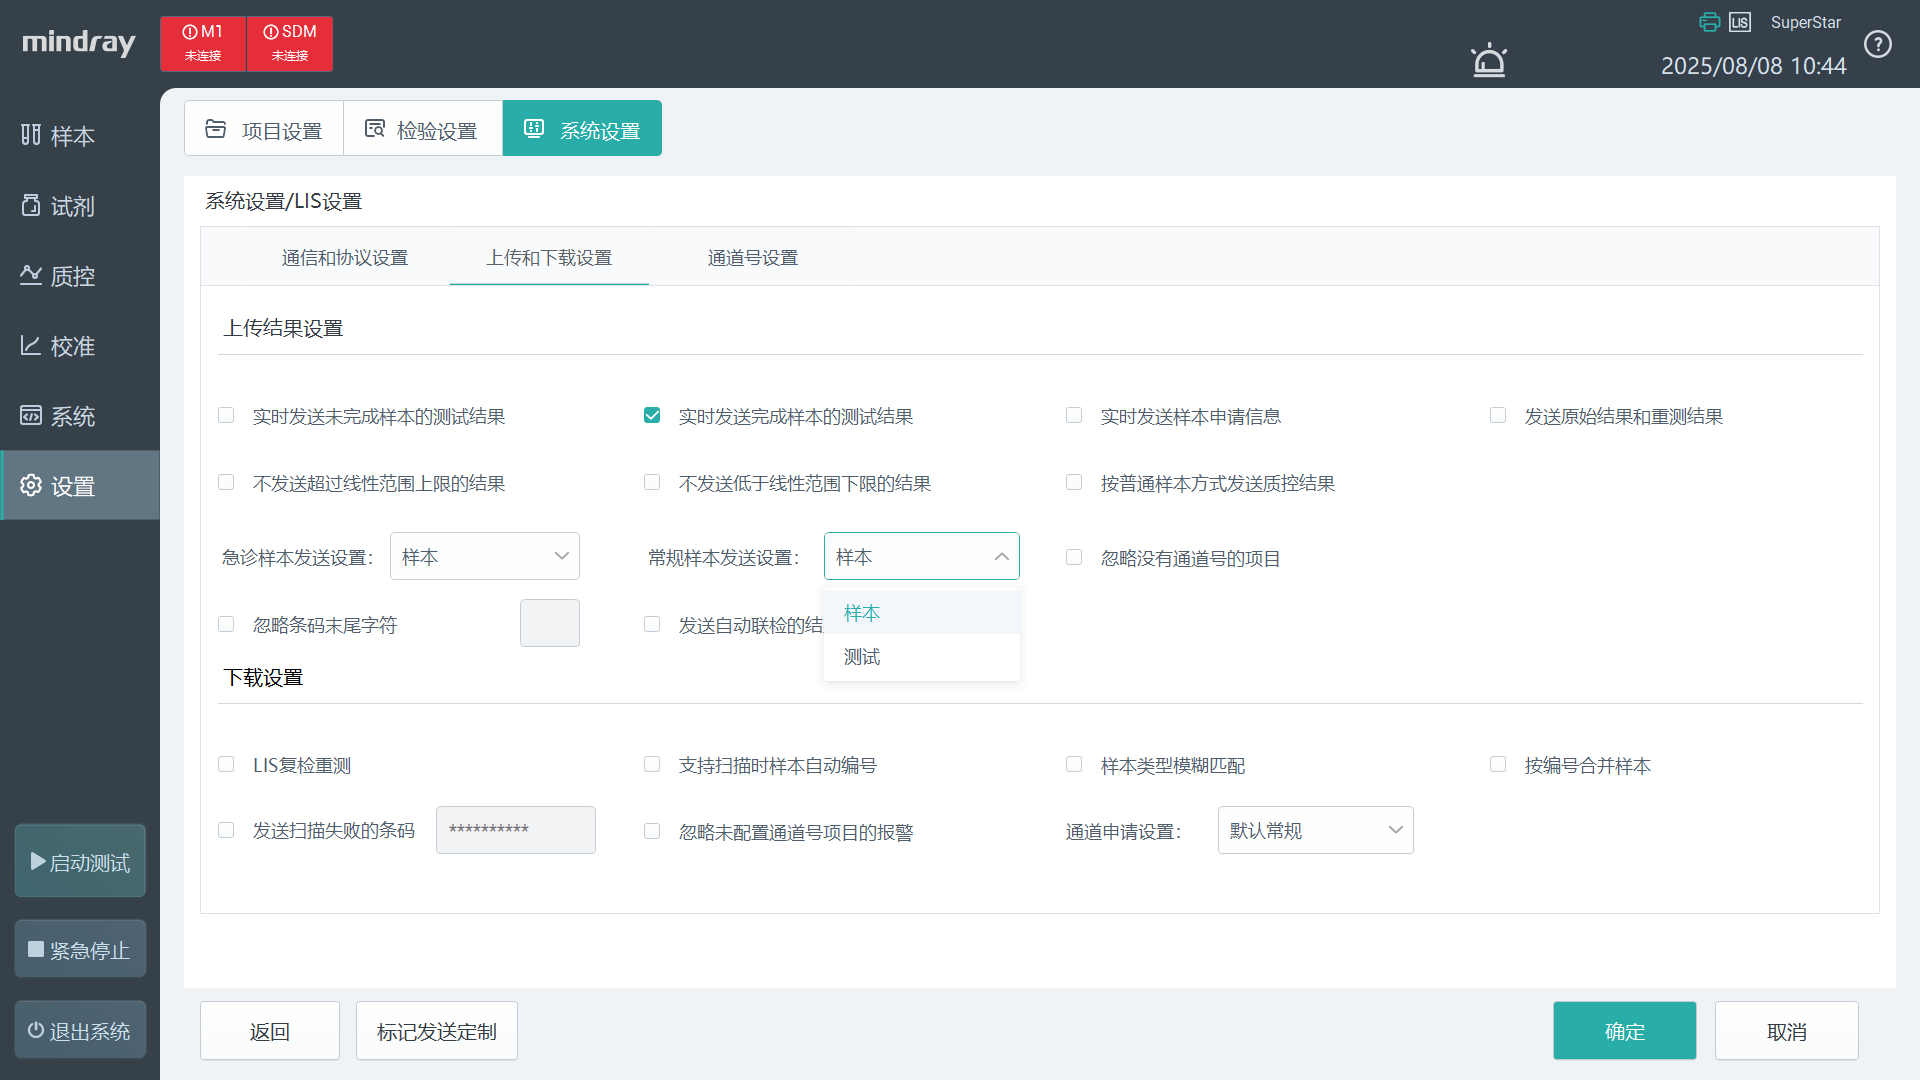 mindray
M1
未连接
SDM
未连接
LIS
SuperStar
2025/08/08 10:44
样本
试剂
质控
校准
系统
设置
启动测试
紧急停止
退出系统
项目设置
检验设置
系统设置
系统设置/LIS设置
通信和协议设置
上传和下载设置
通道号设置
上传结果设置
实时发送未完成样本的测试结果
实时发送完成样本的测试结果
实时发送样本申请信息
发送原始结果和重测结果
不发送超过线性范围上限的结果
不发送低于线性范围下限的结果
按普通样本方式发送质控结果
急诊样本发送设置：
样本
常规样本发送设置：
样本
忽略没有通道号的项目
样本
测试
忽略条码末尾字符
发送自动联检的结
下载设置
LIS复检重测
支持扫描时样本自动编号
样本类型模糊匹配
按编号合并样本
发送扫描失败的条码
**********
忽略未配置通道号项目的报警
通道申请设置：
默认常规
返回
标记发送定制
确定
取消